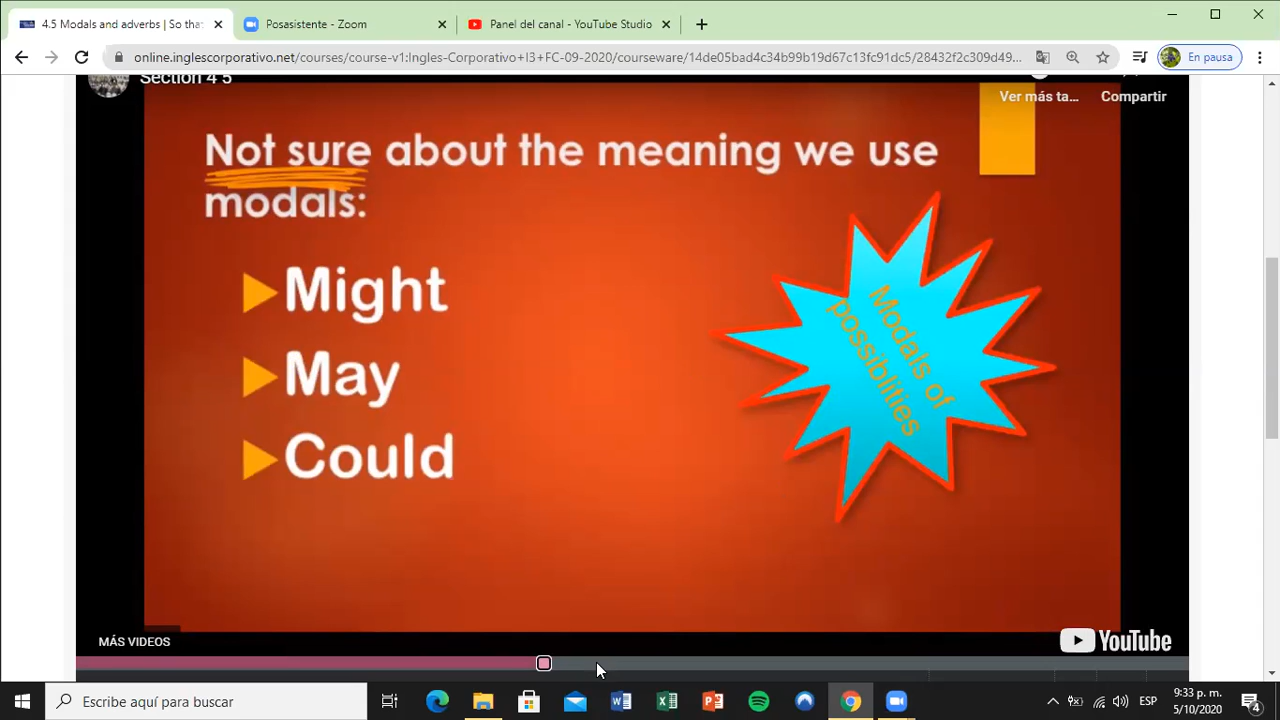 4.5 Modals and adverbs | So that
Posasistente - Zoom
Panel del canal - YouTube Studio
online.inglescorporativo.net/courses/course-v1:Ingles-Corporativo+I3+FC-09-2020/courseware/14de05bad4c34b99b19d67c13fc91dc5/28432f2c309d49...
En pausa
Section 4 5
Ver más ta...
Compartir
Not sure about the meaning we use
modals:
Might
May
Could
Modals of
possiblities
MÁS VIDEOS
YouTube
Escribe aquí para buscar
ESP
9:33 p. m.
5/10/2020
4